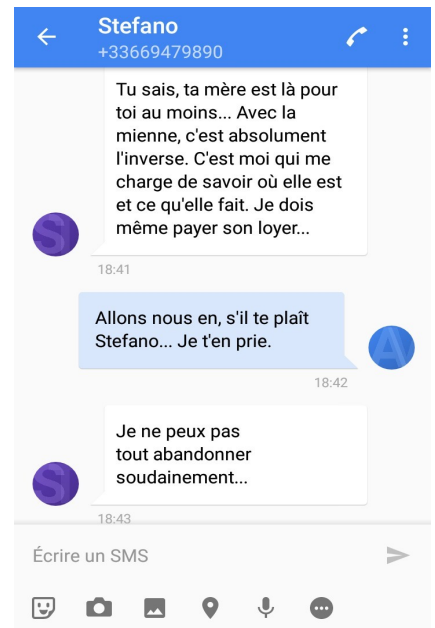 Stefano
+33669479890
Tu sais, ta mère est là pour
toi au moins... Avec la
mienne, c'est absolument
l'inverse. C'est moi qui me
charge de savoir où elle est
et ce qu'elle fait. Je dois
même payer son loyer...
18:41
Allons nous en, s'il te plaît
Stefano... Je t'en prie.
18:42
Je ne peux pas
tout abandonner
soudainement...
18:43
Écrire un SMS